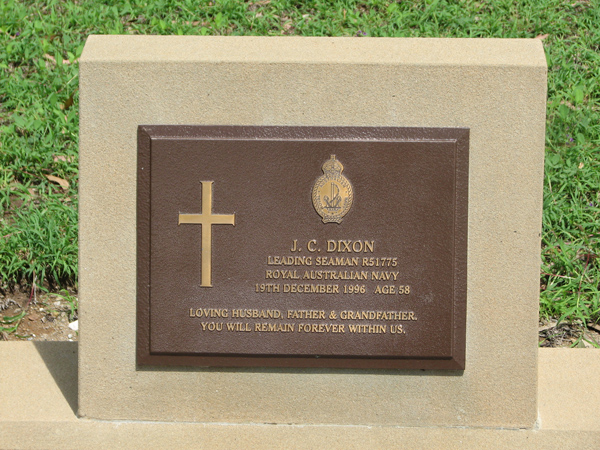 J. C. DIXON
LEADING SEAMAN R51775
ROYAL AUSTRALIAN NAVY
19TH DECEMBER 1996 AGE 58
LOVING HUSBAND, FATHER & GRANDFATHER.
YOU WILL REMAIN FOREVER WITHIN US.